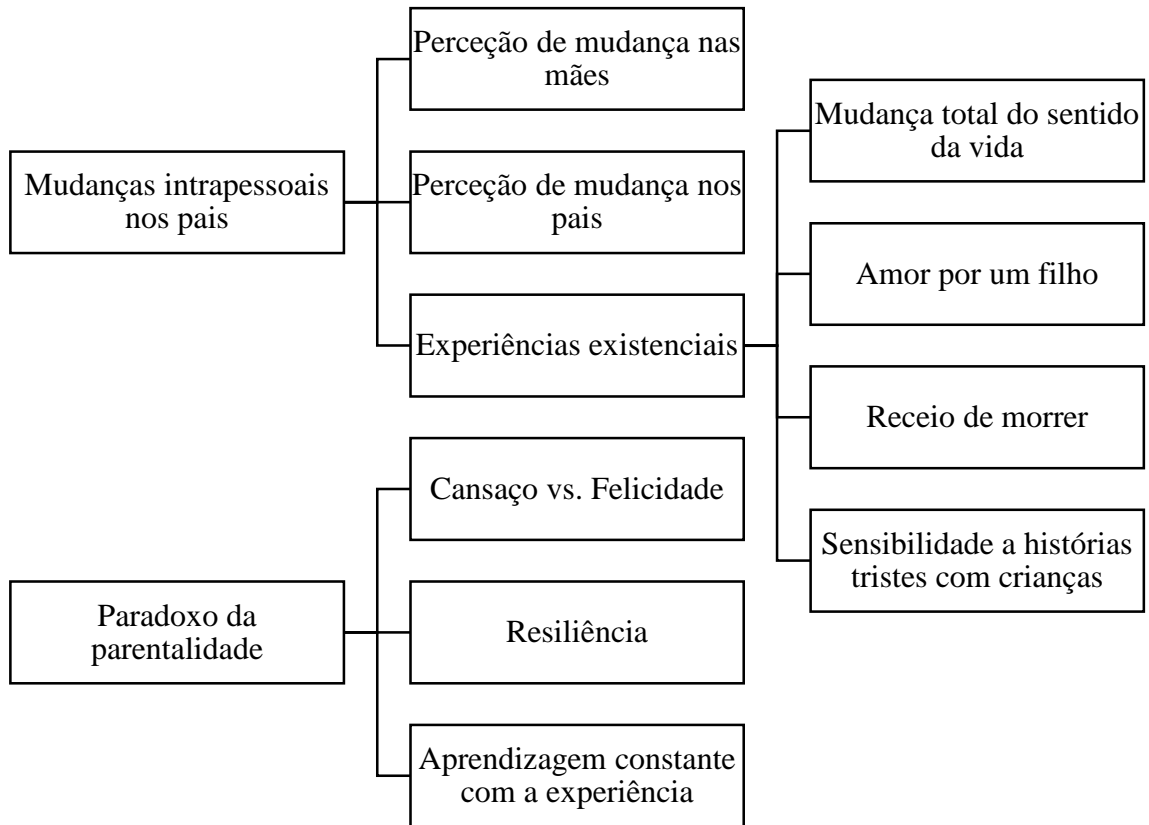 Mudanças intrapessoais
nos pais
Perceção de mudança nas
mães
Perceção de mudança nos
pais
Experiências existenciais
Mudança total do sentido
da vida
Amor por um filho
Receio de morrer
Sensibilidade a histórias
tristes com crianças
Paradoxo da
parentalidade
Cansaço vs. Felicidade
Resiliência
Aprendizagem constante
com a experiência